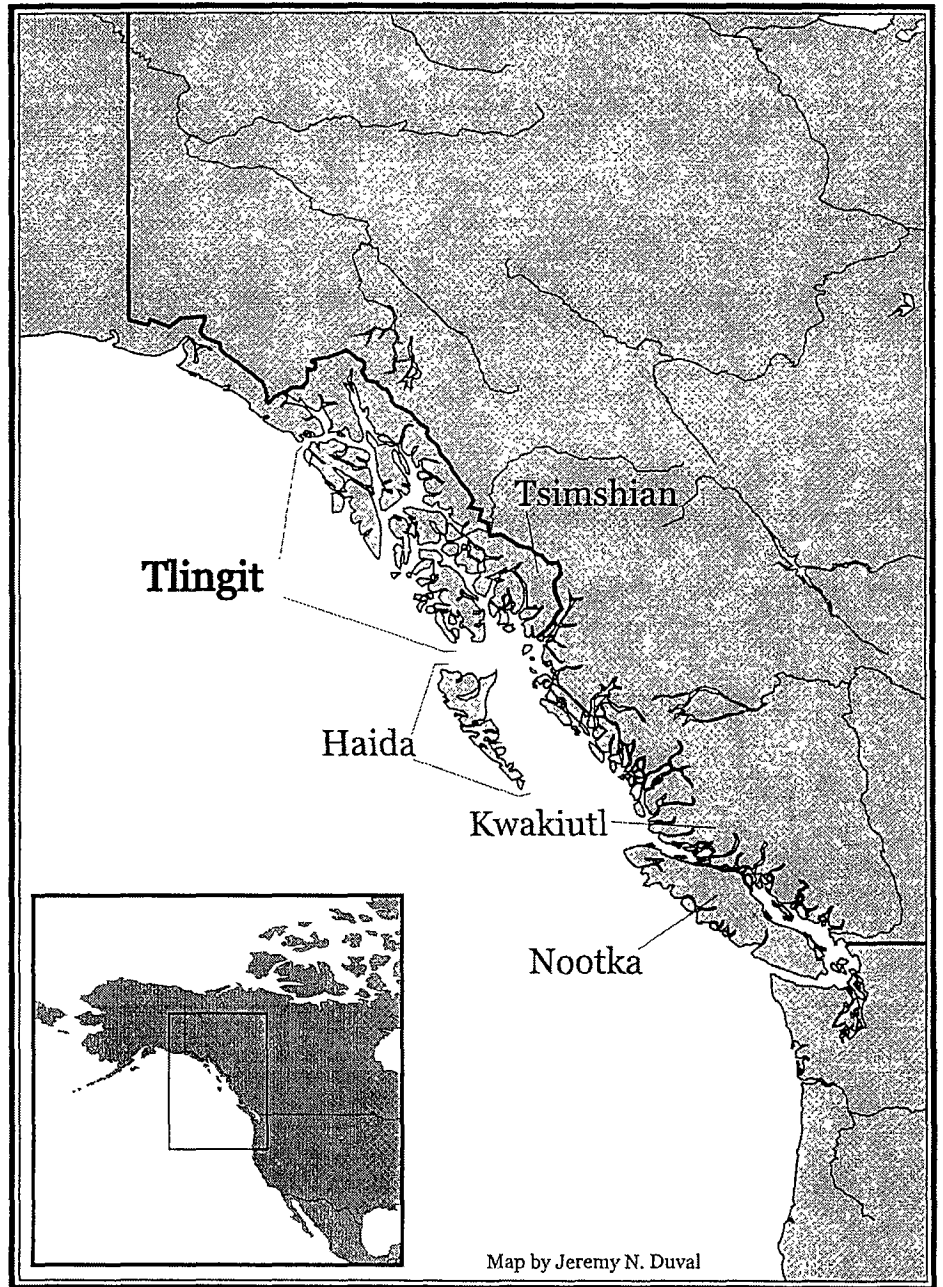 Tsimshian
Tlingit
Haida
Kwakiutl
Nootka
Map by Jeremy N. Duval